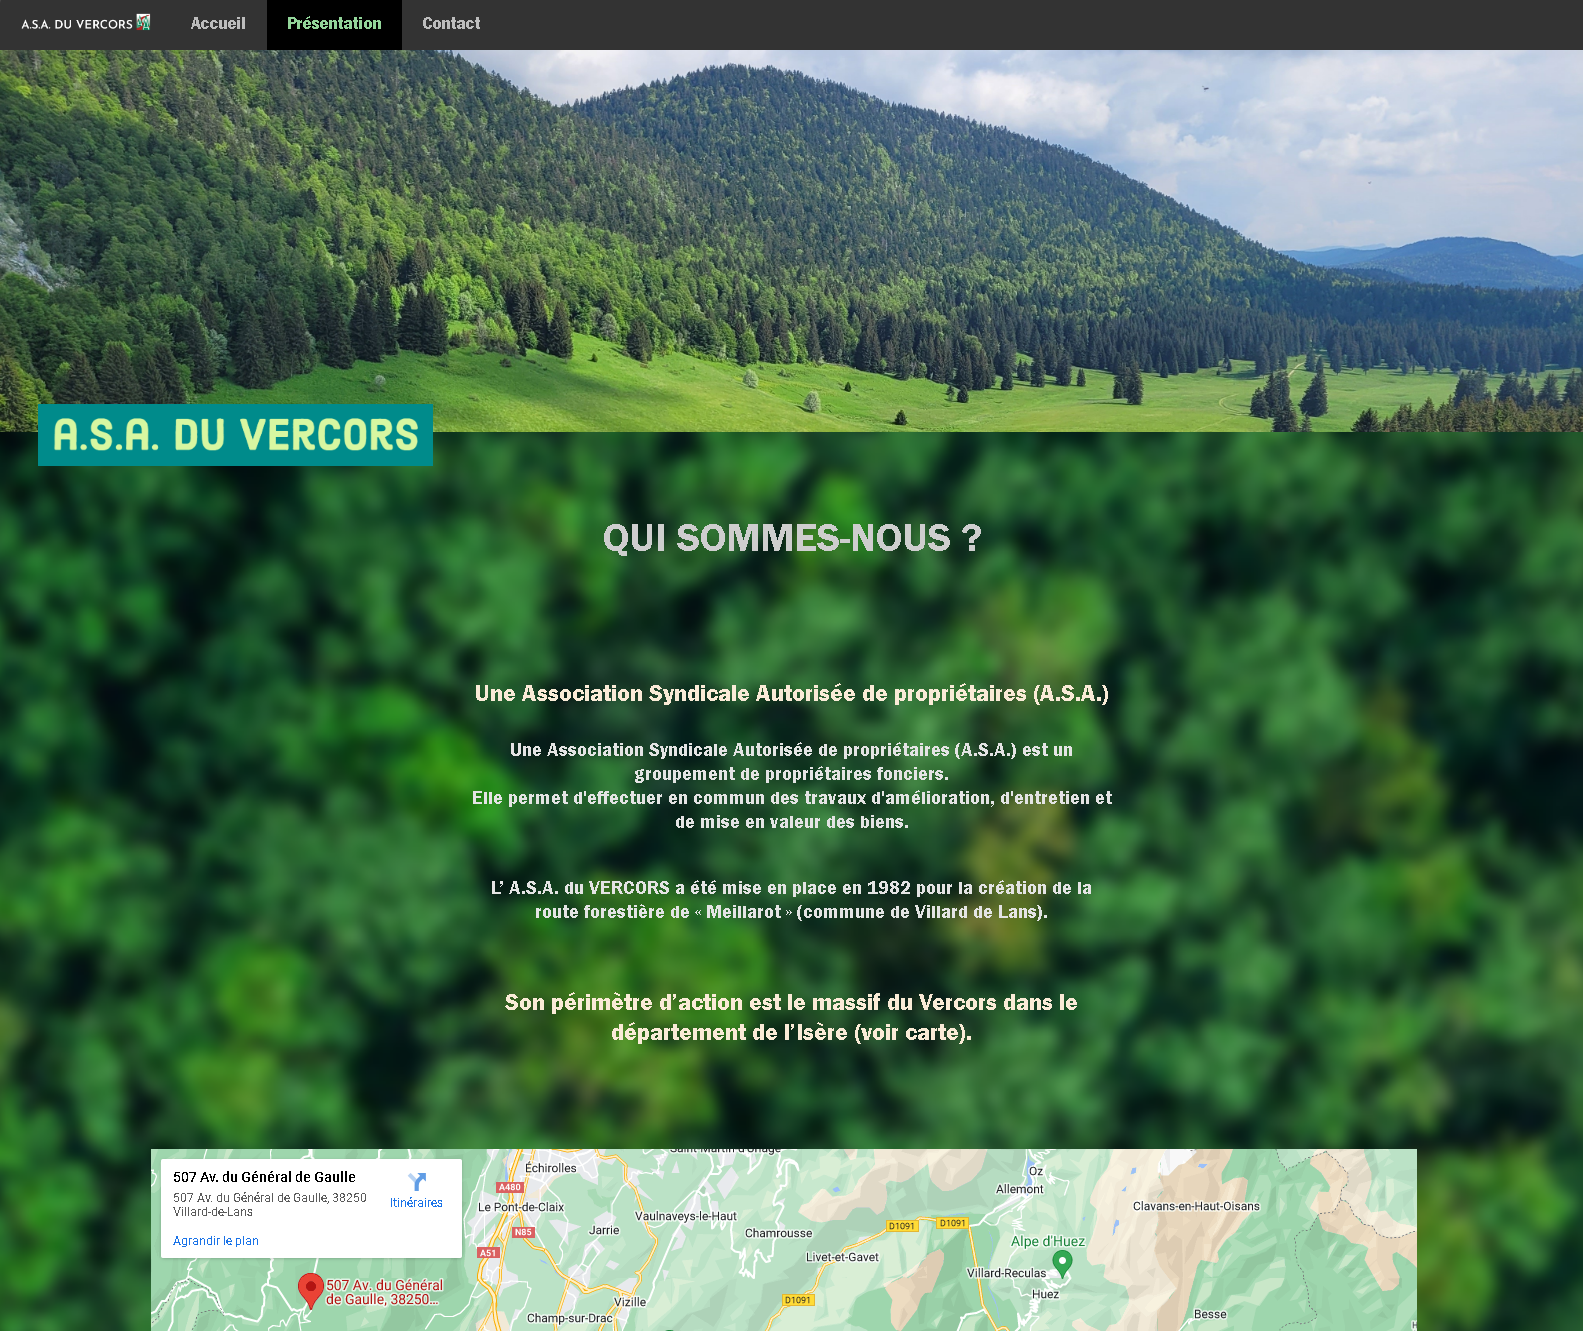 A.S.A. DU VERCORS
Accueil
Présentation
Contact
A.S.A. DU VERCORS
QUI SOMMES-NOUS ?
Une Association Syndicale Autorisée de propriétaires (A.S.A.)
Une Association Syndicale Autorisée de propriétaires (A.S.A.) est un
groupement de propriétaires fonciers.
Elle permet d'effectuer en commun des travaux d'amélioration, d'entretien et
de mise en valeur des biens.
L’ A.S.A. du VERCORS a été mise en place en 1982 pour la création de la
route forestière de « Meillarot » (commune de Villard de Lans).
Son périmètre d’action est le massif du Vercors dans le
département de l’Isère (voir carte).
507 Av. du Général de Gaulle
507 Av. du Général de Gaulle, 38250
Villard-de-Lans
Itinéraires
Agrandir le plan
507 Av. du Général
de Gaulle, 38250...
Échirolles
A480
Le Pont-de-Claix
N85
A51
Jarrie
Vaulnaveys-le-Haut
Chamrousse
Livet-et-Gavet
D1091
D1091
D1091
Vizille
Champ-sur-Drac
Oz
Allemont
Alpe d'Huez
Villard-Reculas
Huez
Clavans-en-Haut-Oisans
Besse